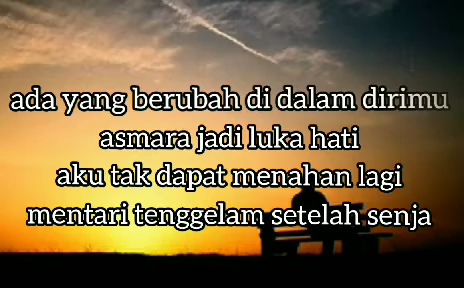 ada yang berubah di dalam dirimu
asmara jadi luka hati
aku tak dapat menahan lagi
mentari tenggelam setelah senja